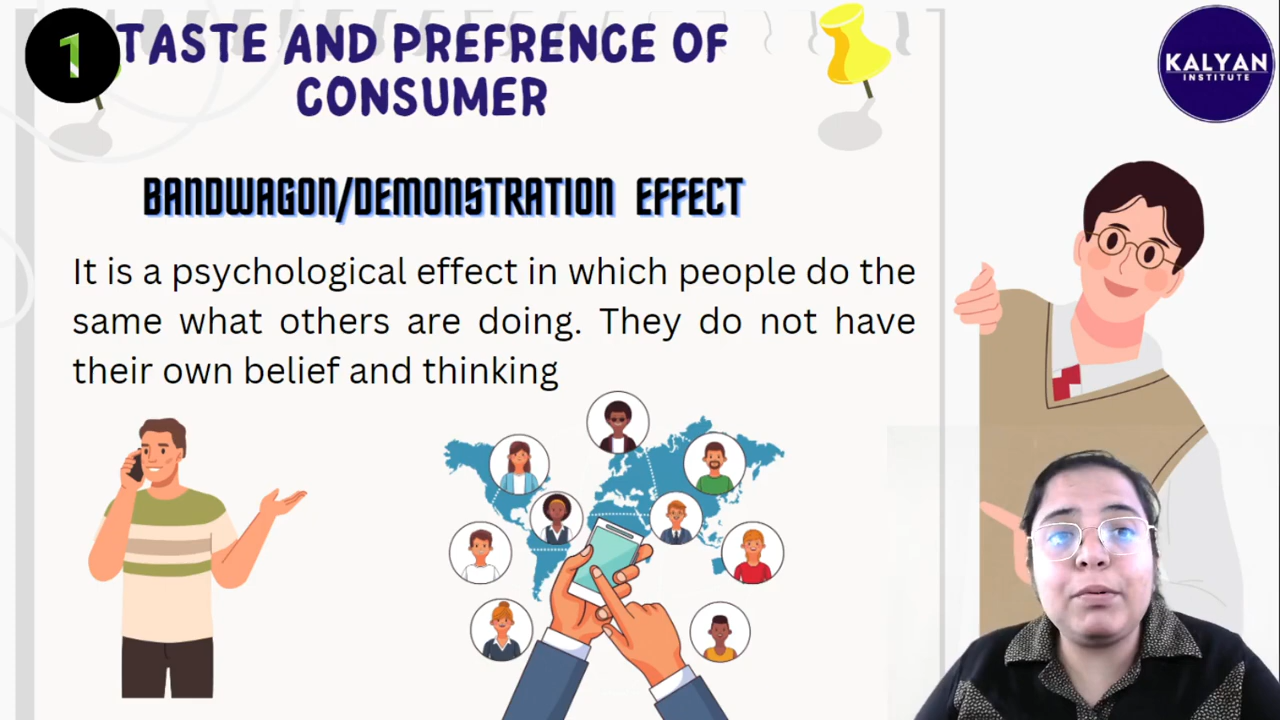 1
TASTE AND PREFRENCE OF
CONSUMER
KALYAN
INSTITUTE
BANDWAGON/DEMONSTRATION EFFECT
It is a psychological effect in which people do the
same what others are doing. They do not have
their own belief and thinking